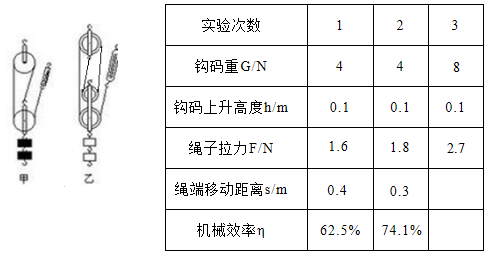 甲 乙
实验次数 1 2 3
钩码重G/N 4 4 8
钩码上升高度h/m 0.1 0.1 0.1
绳子拉力F/N 1.6 1.8 2.7
绳端移动距离s/m 0.4 0.3
机械效率η 62.5% 74.1%